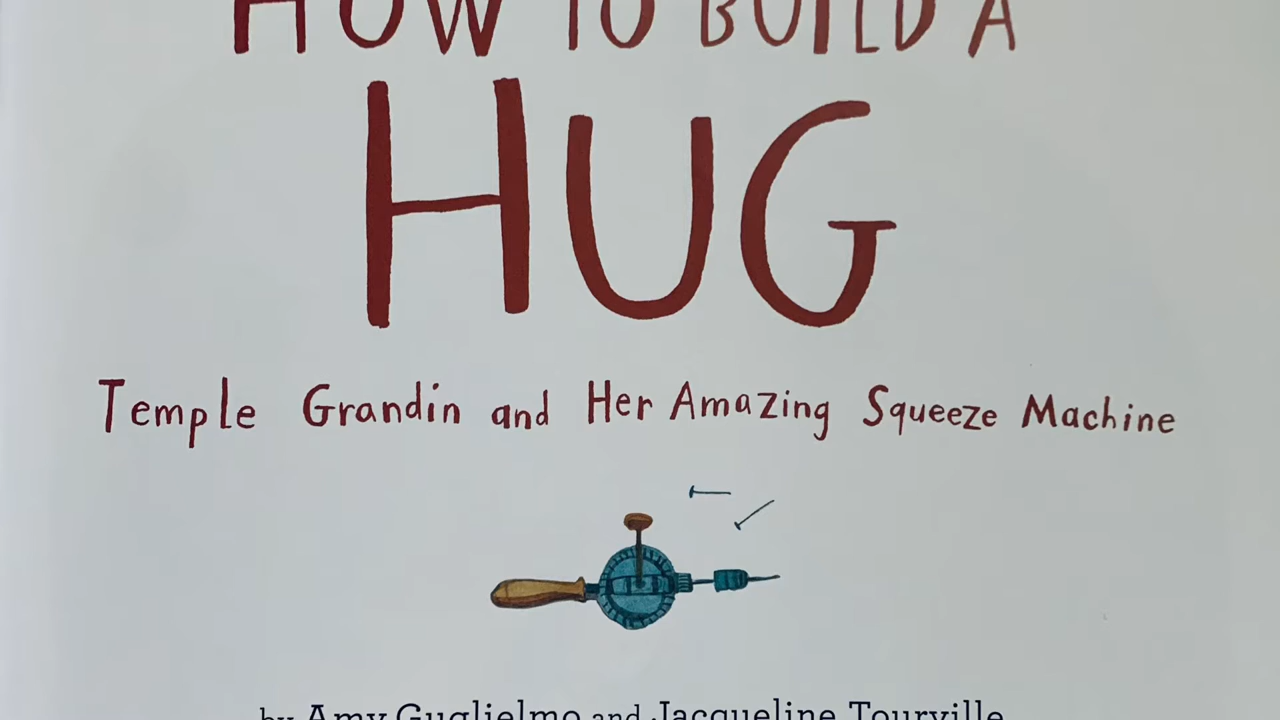 HOW TO BUILD A
HUG
Temple Grandin and Her Amazing Squeeze Machine
by Amy Guglielmo and Jacqueline Tourville